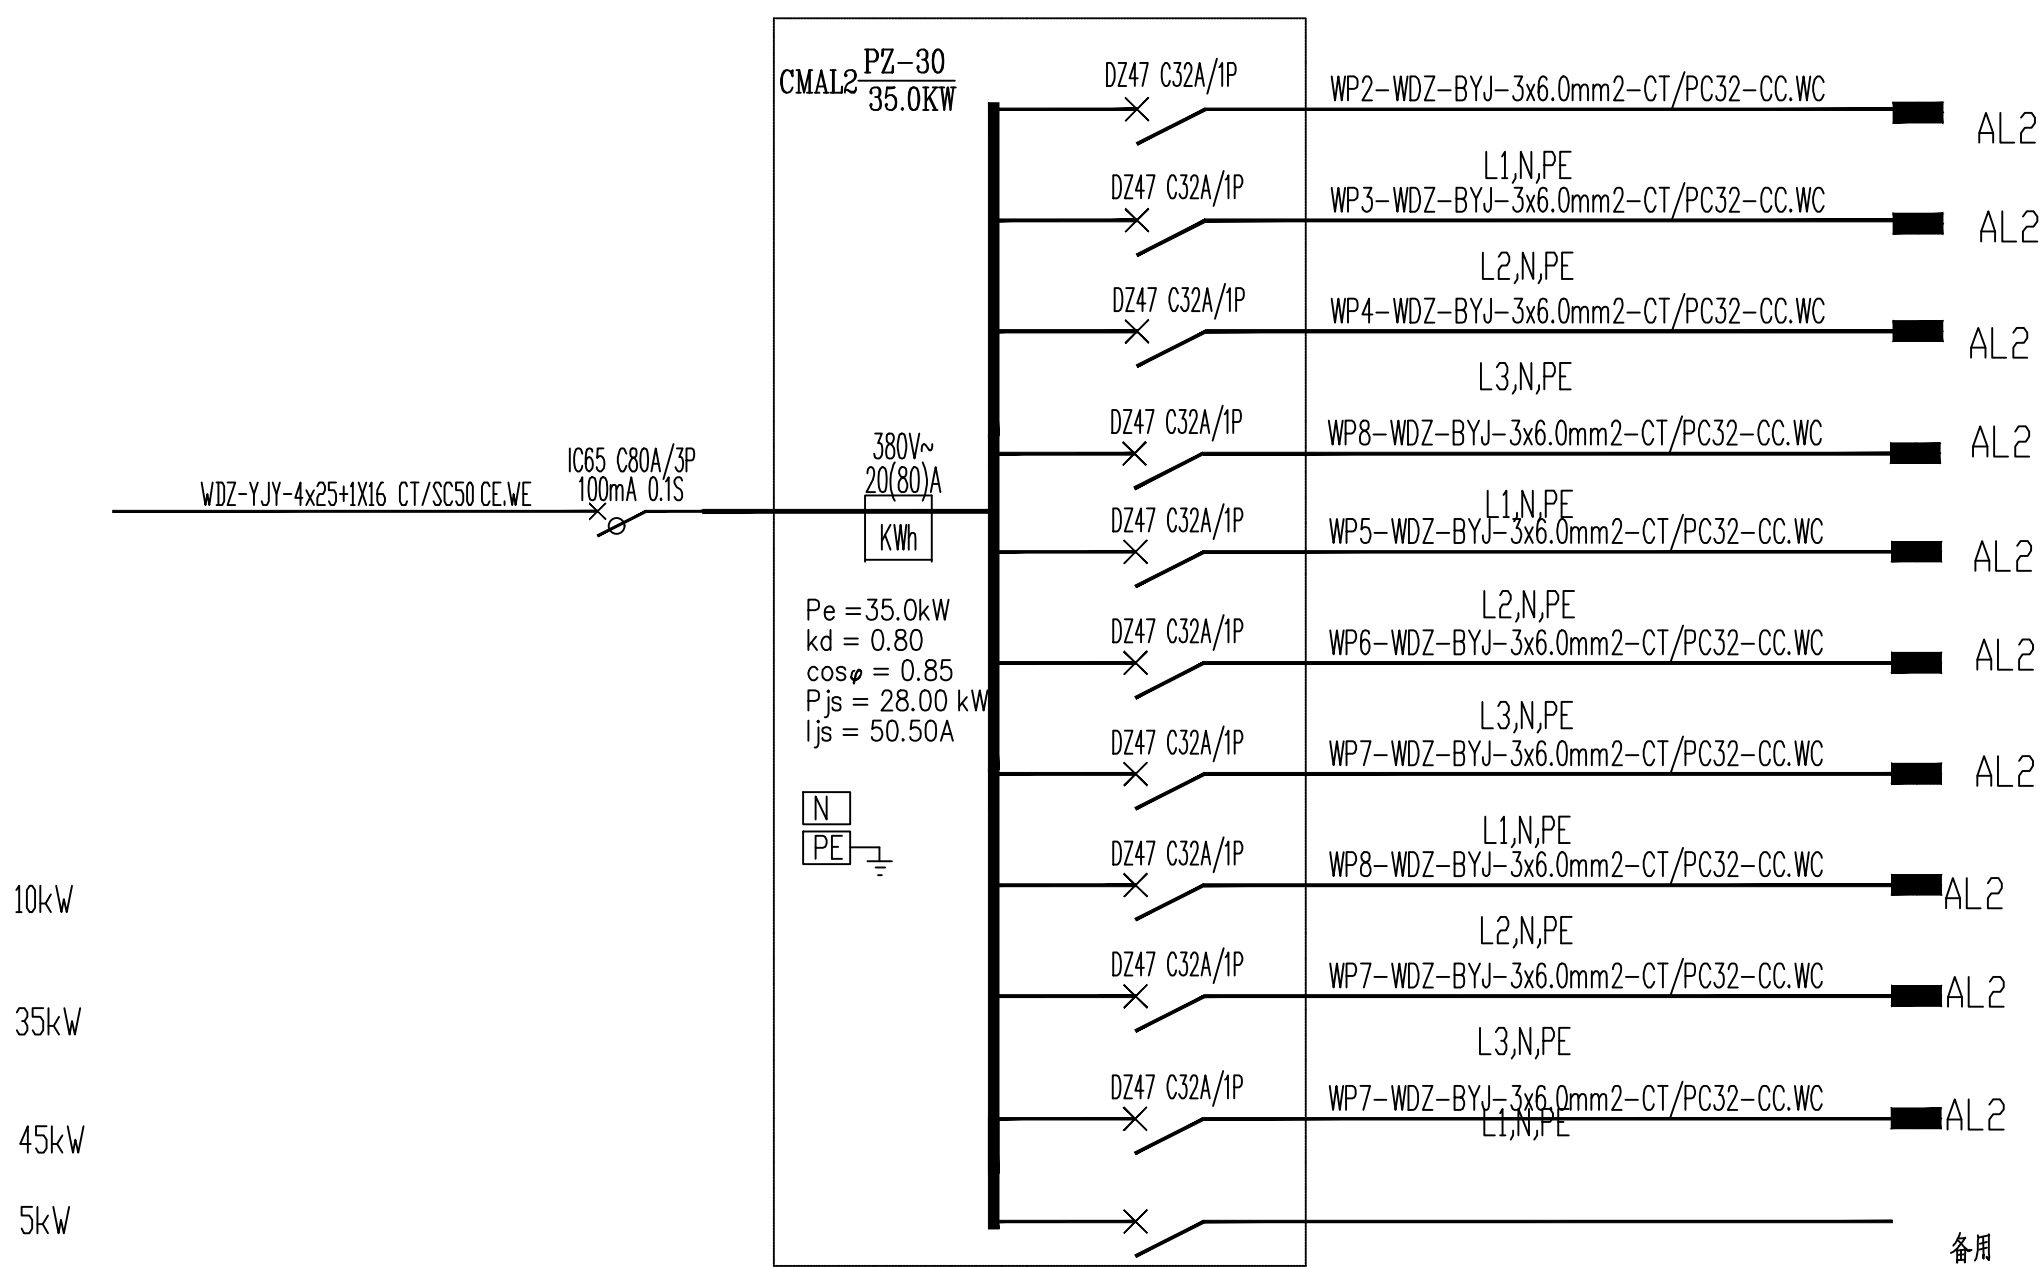 CMAL2 PZ-30
35.0KW
DZ47 C32A/1P
WP2-WDZ-BYJ-3x6.0mm2-CT/PC32-CC.WC
AL2
L1,N,PE
DZ47 C32A/1P
WP3-WDZ-BYJ-3x6.0mm2-CT/PC32-CC.WC
AL2
L2,N,PE
DZ47 C32A/1P
WP4-WDZ-BYJ-3x6.0mm2-CT/PC32-CC.WC
AL2
L3,N,PE
DZ47 C32A/1P
WP8-WDZ-BYJ-3x6.0mm2-CT/PC32-CC.WC
AL2
L1,N,PE
DZ47 C32A/1P
WP5-WDZ-BYJ-3x6.0mm2-CT/PC32-CC.WC
AL2
L2,N,PE
DZ47 C32A/1P
WP6-WDZ-BYJ-3x6.0mm2-CT/PC32-CC.WC
AL2
L3,N,PE
DZ47 C32A/1P
WP7-WDZ-BYJ-3x6.0mm2-CT/PC32-CC.WC
AL2
L1,N,PE
DZ47 C32A/1P
WP8-WDZ-BYJ-3x6.0mm2-CT/PC32-CC.WC
AL2
L2,N,PE
DZ47 C32A/1P
WP7-WDZ-BYJ-3x6.0mm2-CT/PC32-CC.WC
AL2
L3,N,PE
DZ47 C32A/1P
WP7-WDZ-BYJ-3x6.0mm2-CT/PC32-CC.WC
AL2
L1,N,PE
备用
WDZ-YJY-4x25+1X16 CT/SC50 CE.WE
IC65 C80A/3P
100mA 0.1S
380V~
20(80)A
KWh
Pe =35.0kW
kd = 0.80
cosφ = 0.85
Pjs = 28.00 kW
Ijs = 50.50A
N
PE
10kW
35kW
45kW
5kW